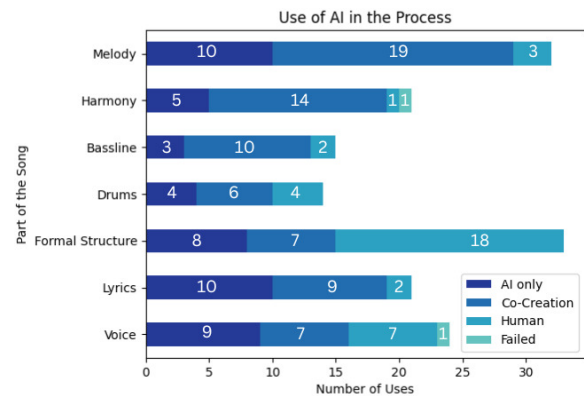 Use of AI in the Process
Part of the Song
Melody 10 19 3
Harmony 5 14 1 1
Bassline 3 10 2
Drums 4 6 4
Formal Structure 8 7 18
Lyrics 10 9 2
Voice 9 7 7 1
AI only
Co-Creation
Human
Failed
0 5 10 15 20 25 30
Number of Uses